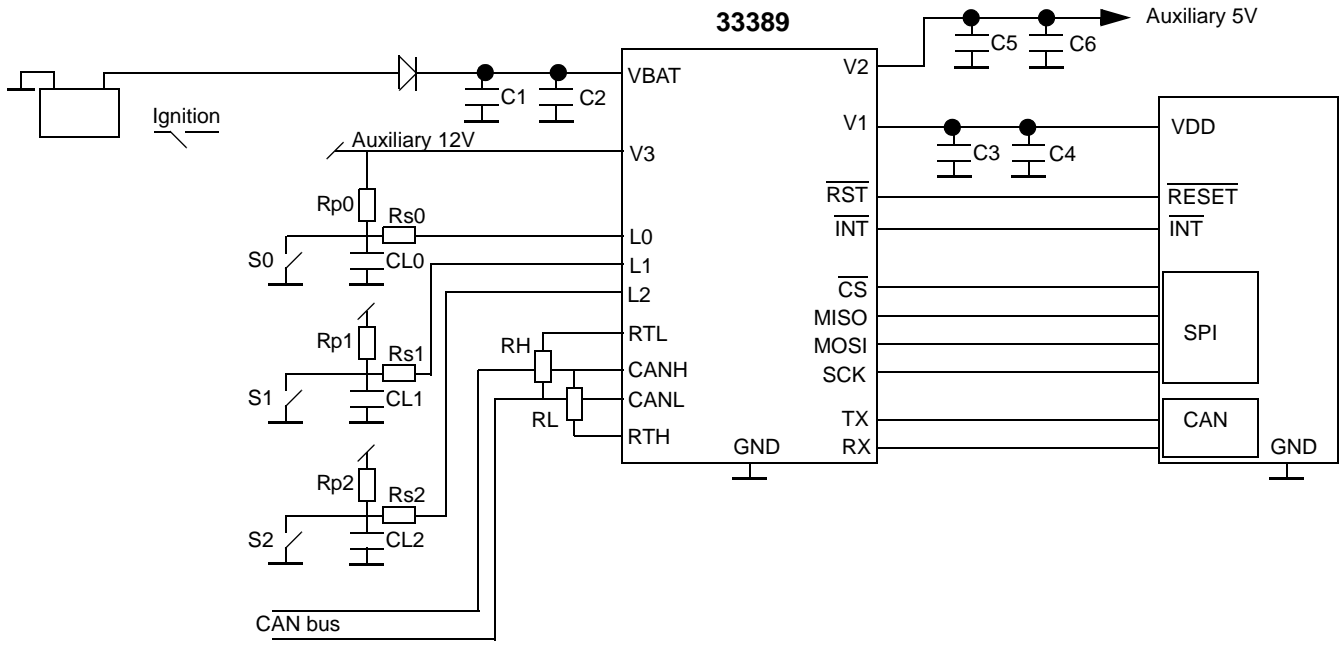 33389
Auxiliary 5V
C5
C6
V2
VBAT
C1
C2
Ignition
V1
VDD
C3
C4
Auxiliary 12V
V3
RST
RESET
Rp0
Rs0
INT
INT
L0
S0
CL0
L1
CS
L2
MISO
SPI
Rp1
RTL
MOSI
Rs1
RH
CANH
SCK
S1
CL1
CANL
RL
TX
CAN
RTH
GND
RX
GND
Rp2
Rs2
S2
CL2
CAN bus